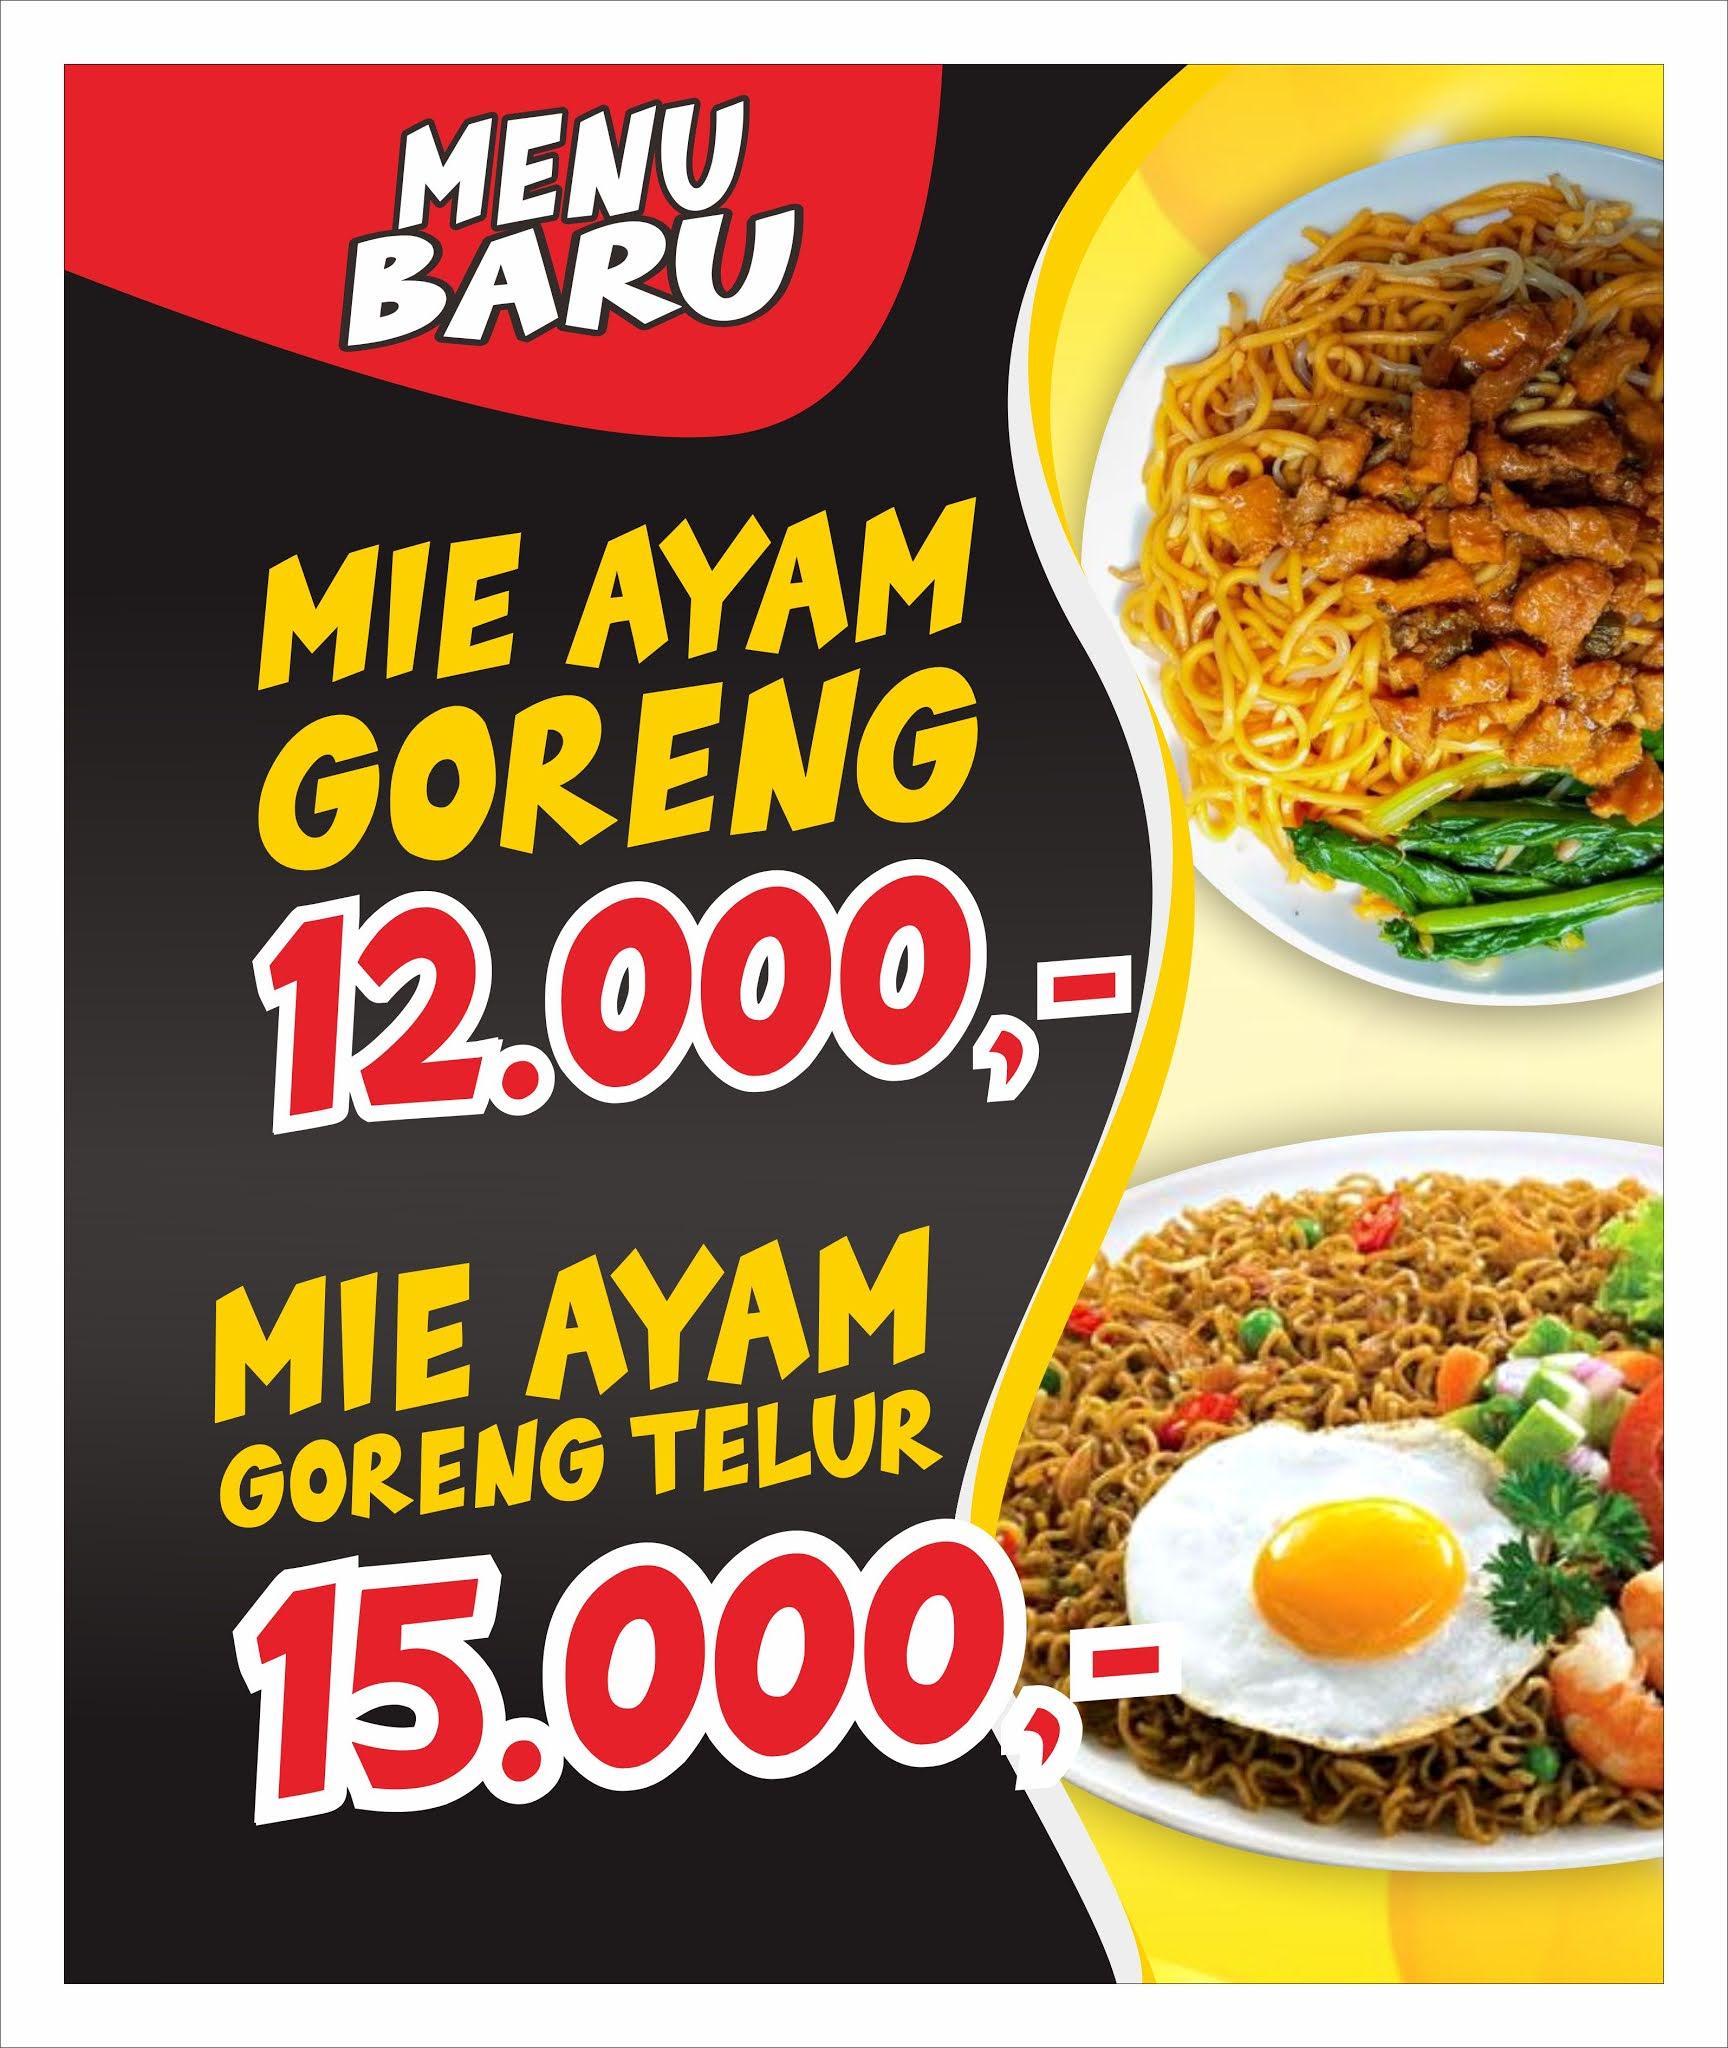 MENU
BARU
MIE AYAM
GORENG
12.000,-
MIE AYAM
GORENG TELUR
15.000,-